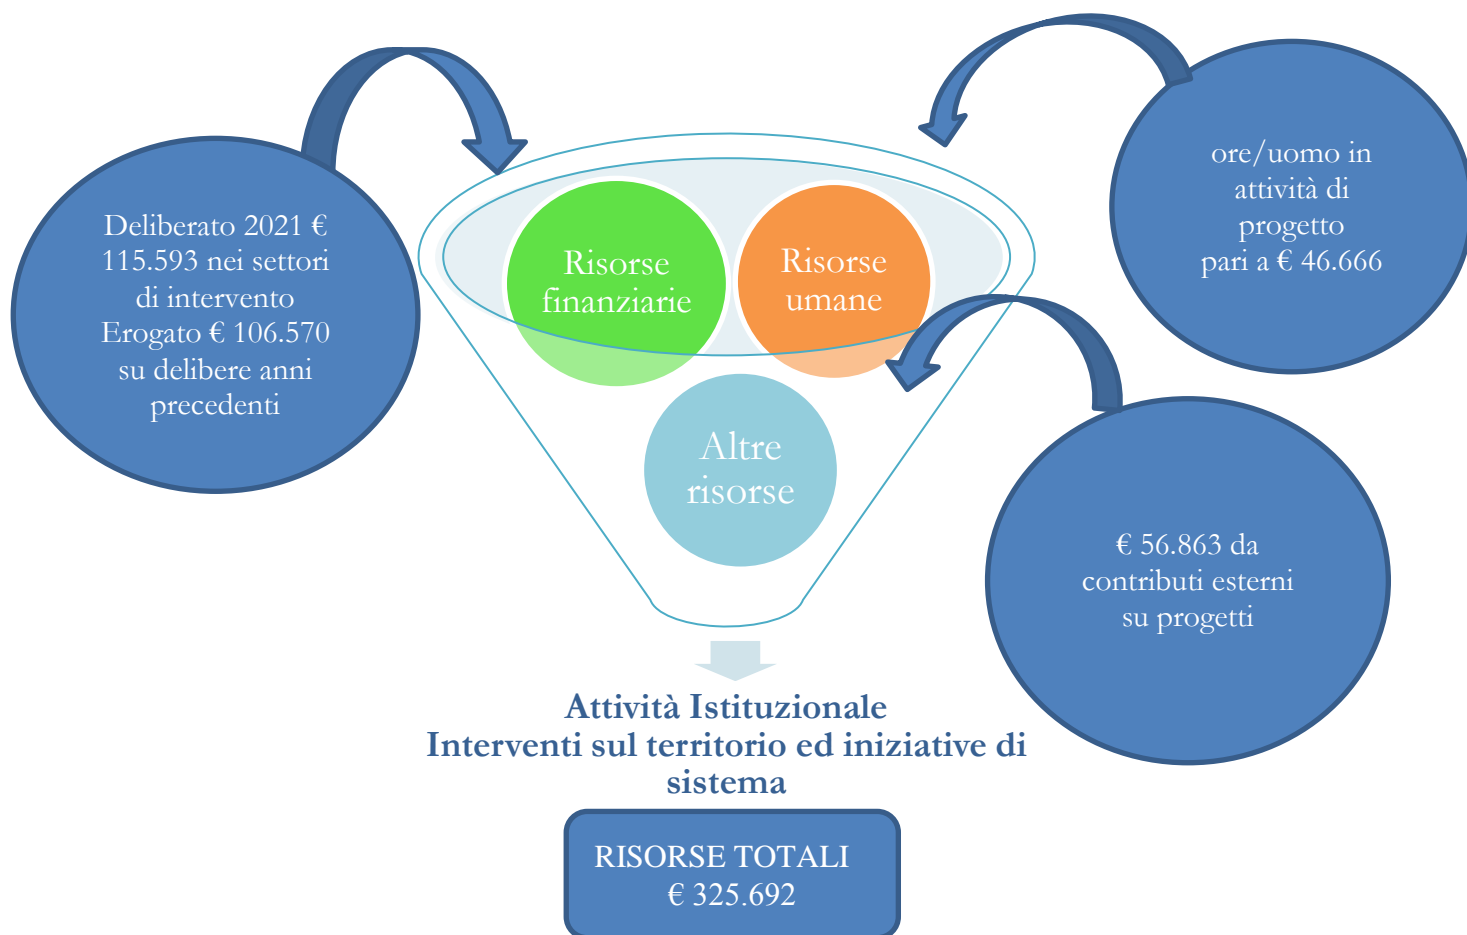 Deliberato 2021 €
115.593 nei settori
di intervento
Erogato € 106.570
su delibere anni
precedenti
Risorse
finanziarie
Risorse
umane
Altre
risorse
ore/uomo in
attività di
progetto
pari a € 46.666
€ 56.863 da
contributi esterni
su progetti
Attività Istituzionale
Interventi sul territorio ed iniziative di
sistema
RISORSE TOTALI
€ 325.692